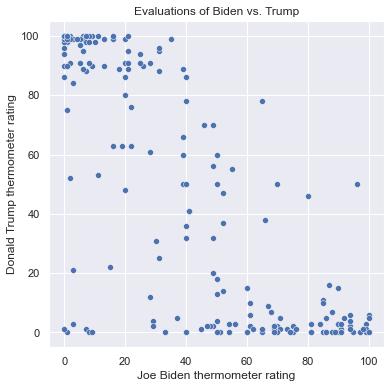 Evaluations of Biden vs. Trump
Donald Trump thermometer rating
100
80
60
40
20
0
0 20 40 60 80 100
Joe Biden thermometer rating